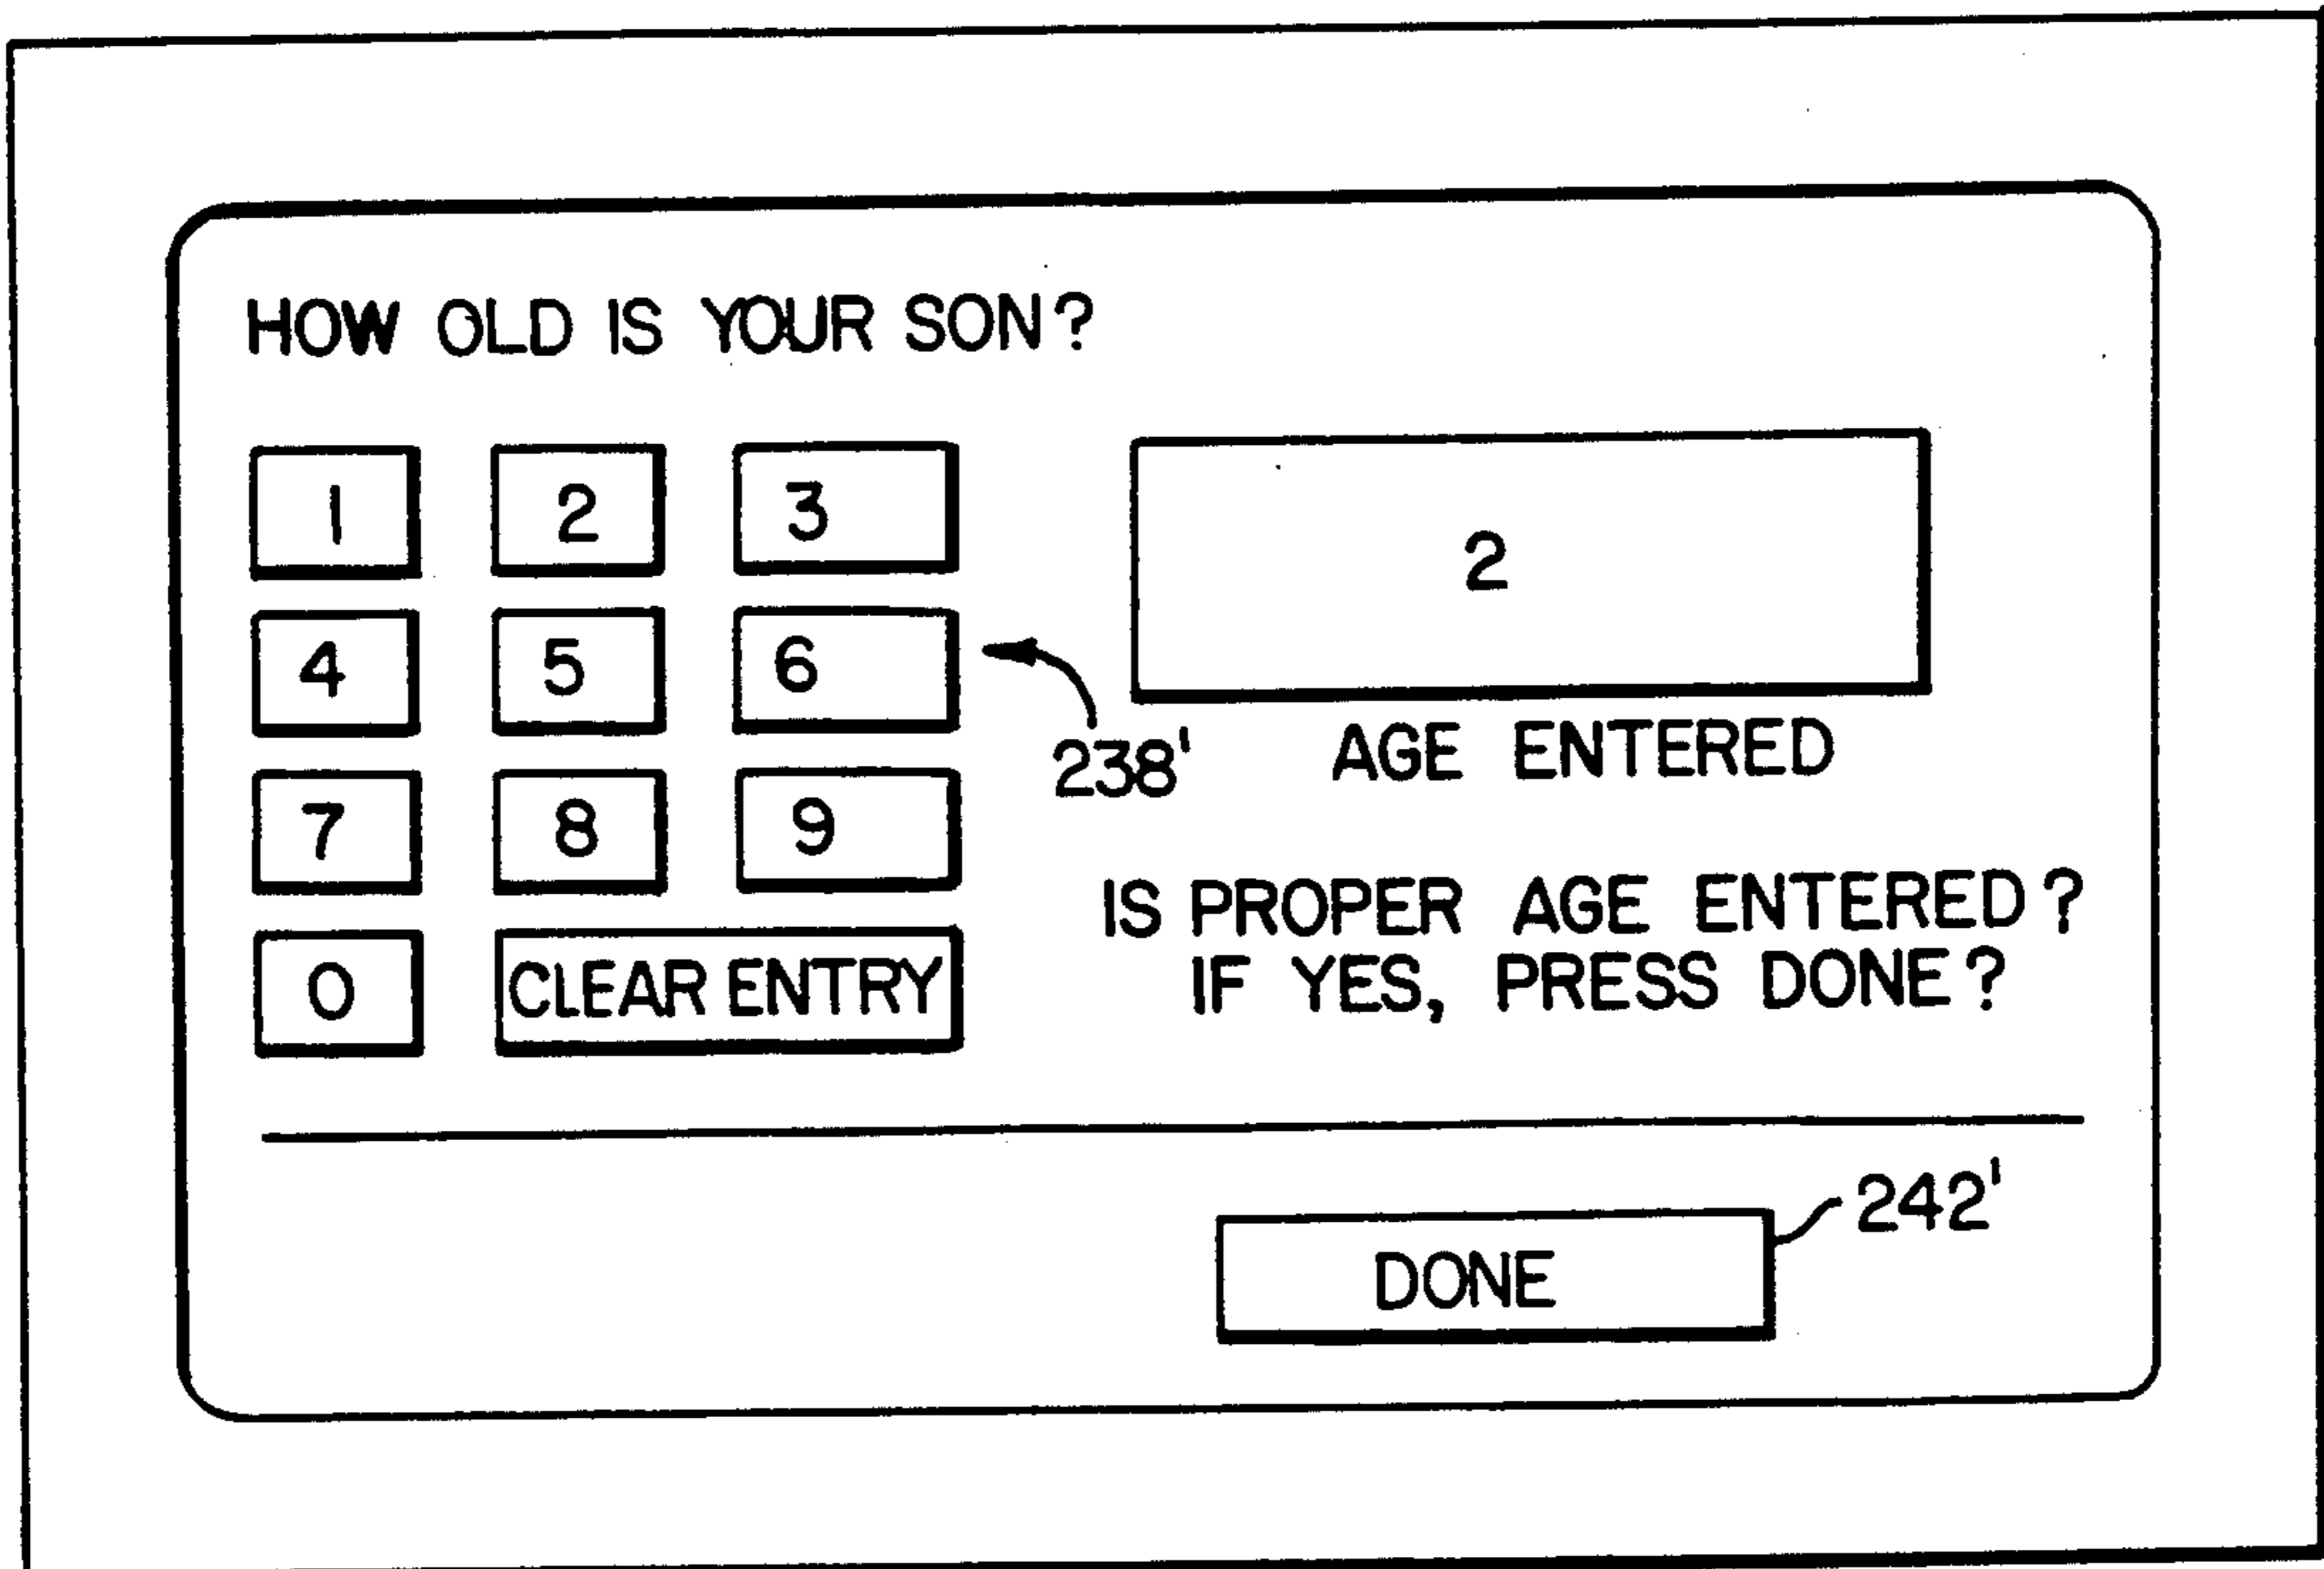 HOW OLD IS YOUR SON?
1 2 3
2
4 5 6
238'
AGE ENTERED
7 8 9
IS PROPER AGE ENTERED?
IF YES, PRESS DONE?
0 CLEAR ENTRY
242'
DONE